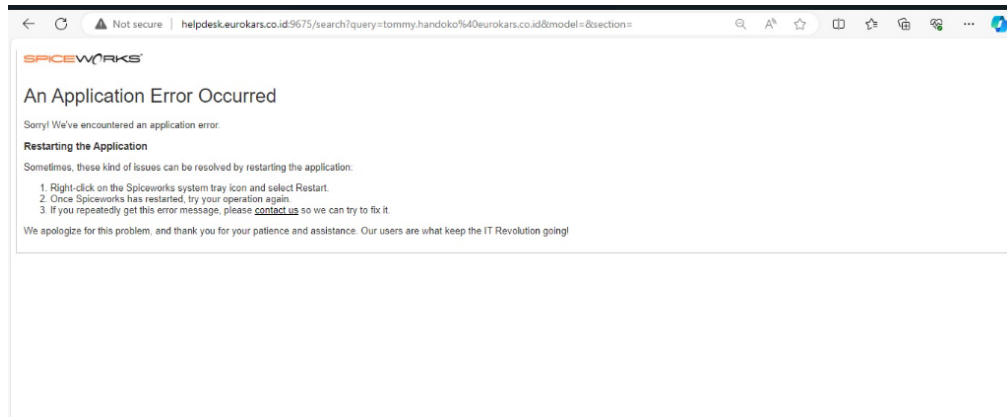 Not secure | helpdesk.eurokars.co.id:9675/search?query=tommy.handoko%40eurokars.co.id&model=&section=
SPICEWORKS
An Application Error Occurred
Sorry! We've encountered an application error.
Restarting the Application
Sometimes, these kind of issues can be resolved by restarting the application:
1. Right-click on the Spiceworks system tray icon and select Restart.
2. Once Spiceworks has restarted, try your operation again.
3. If you repeatedly get this error message, please contact us so we can try to fix it.
We apologize for this problem, and thank you for your patience and assistance. Our users are what keep the IT Revolution going!